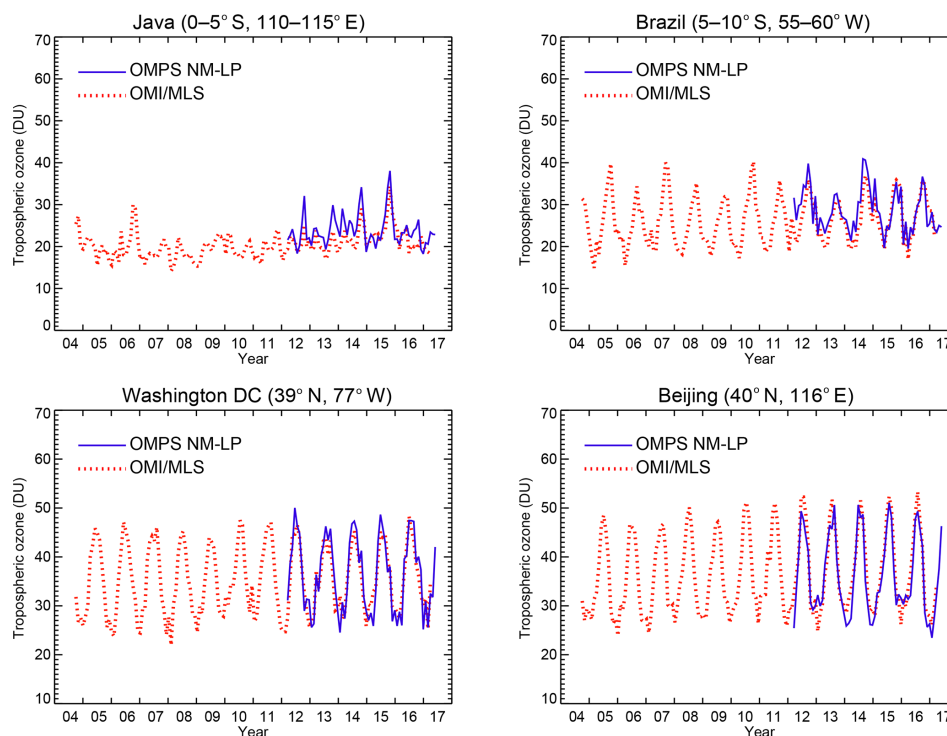 Java (0–5° S, 110–115° E)
70
60
50
40
30
20
10
0
Tropospheric ozone (DU)
OMPS NM-LP
OMI/MLS
04 05 06 07 08 09 10 11 12 13 14 15 16 17
Year
Brazil (5–10° S, 55–60° W)
70
60
50
40
30
20
10
0
Tropospheric ozone (DU)
OMPS NM-LP
OMI/MLS
04 05 06 07 08 09 10 11 12 13 14 15 16 17
Year
Washington DC (39° N, 77° W)
70
60
50
40
30
20
10
Tropospheric ozone (DU)
OMPS NM-LP
OMI/MLS
04 05 06 07 08 09 10 11 12 13 14 15 16 17
Year
Beijing (40° N, 116° E)
70
60
50
40
30
20
10
Tropospheric ozone (DU)
OMPS NM-LP
OMI/MLS
04 05 06 07 08 09 10 11 12 13 14 15 16 17
Year